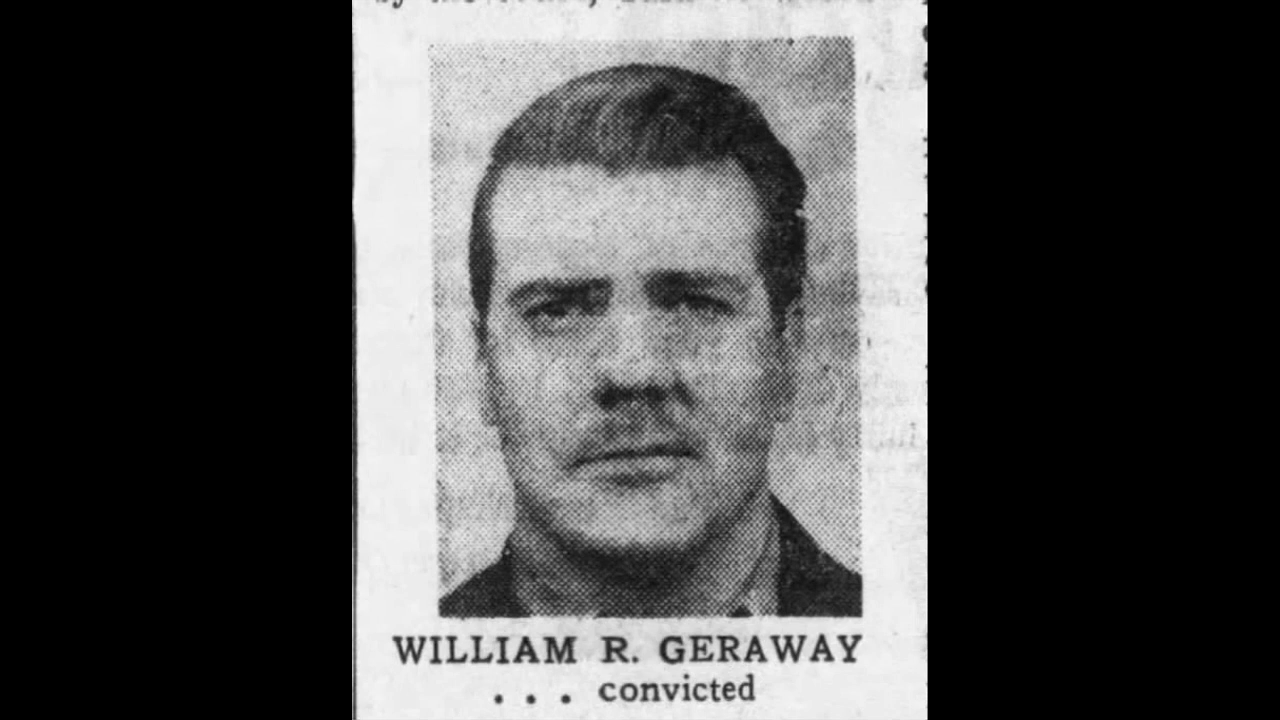 WILLIAM R. GERAWAY
. . . convicted